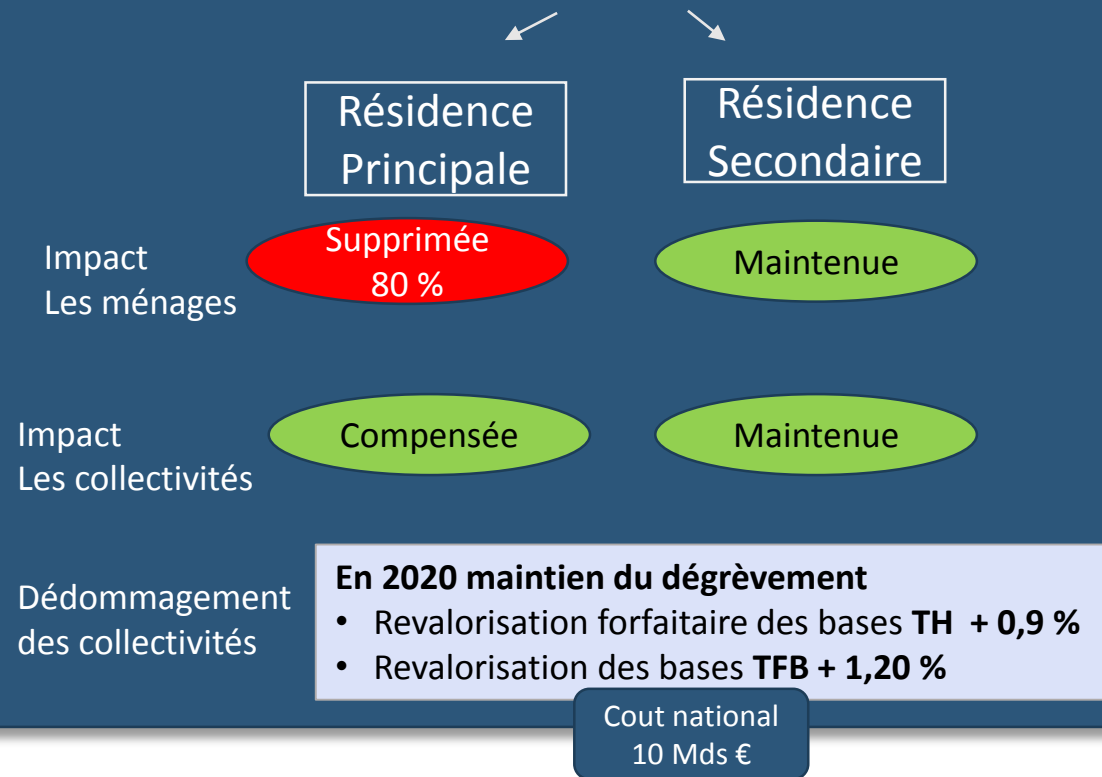 Résidence
Principale
Résidence
Secondaire
Impact
Les ménages
Supprimée
80 %
Maintenue
Impact
Les collectivités
Compensée
Maintenue
Dédommagement
des collectivités
En 2020 maintien du dégrèvement
• Revalorisation forfaitaire des bases TH + 0,9 %
• Revalorisation des bases TFB + 1,20 %
Cout national
10 Mds €